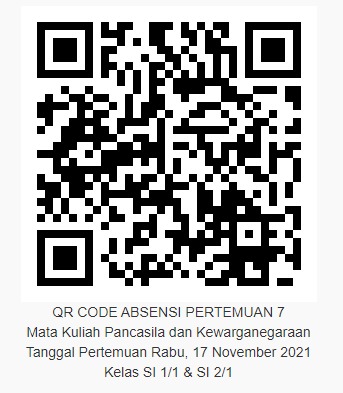 QR CODE ABSENSI PERTEMUAN 7
Mata Kuliah Pancasila dan Kewarganegaraan
Tanggal Pertemuan Rabu, 17 November 2021
Kelas SI 1/1 & SI 2/1